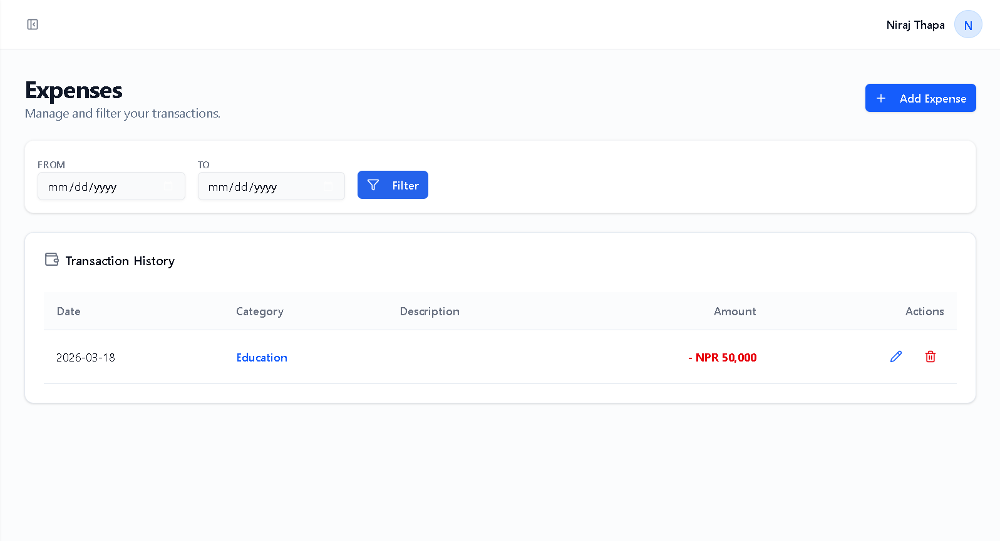 Niraj Thapa N
Expenses
Manage and filter your transactions.
+ Add Expense
FROM TO
mm/dd/yyyy mm/dd/yyyy Filter
Transaction History
Date Category Description Amount Actions
2026-03-18 Education - NPR 50,000